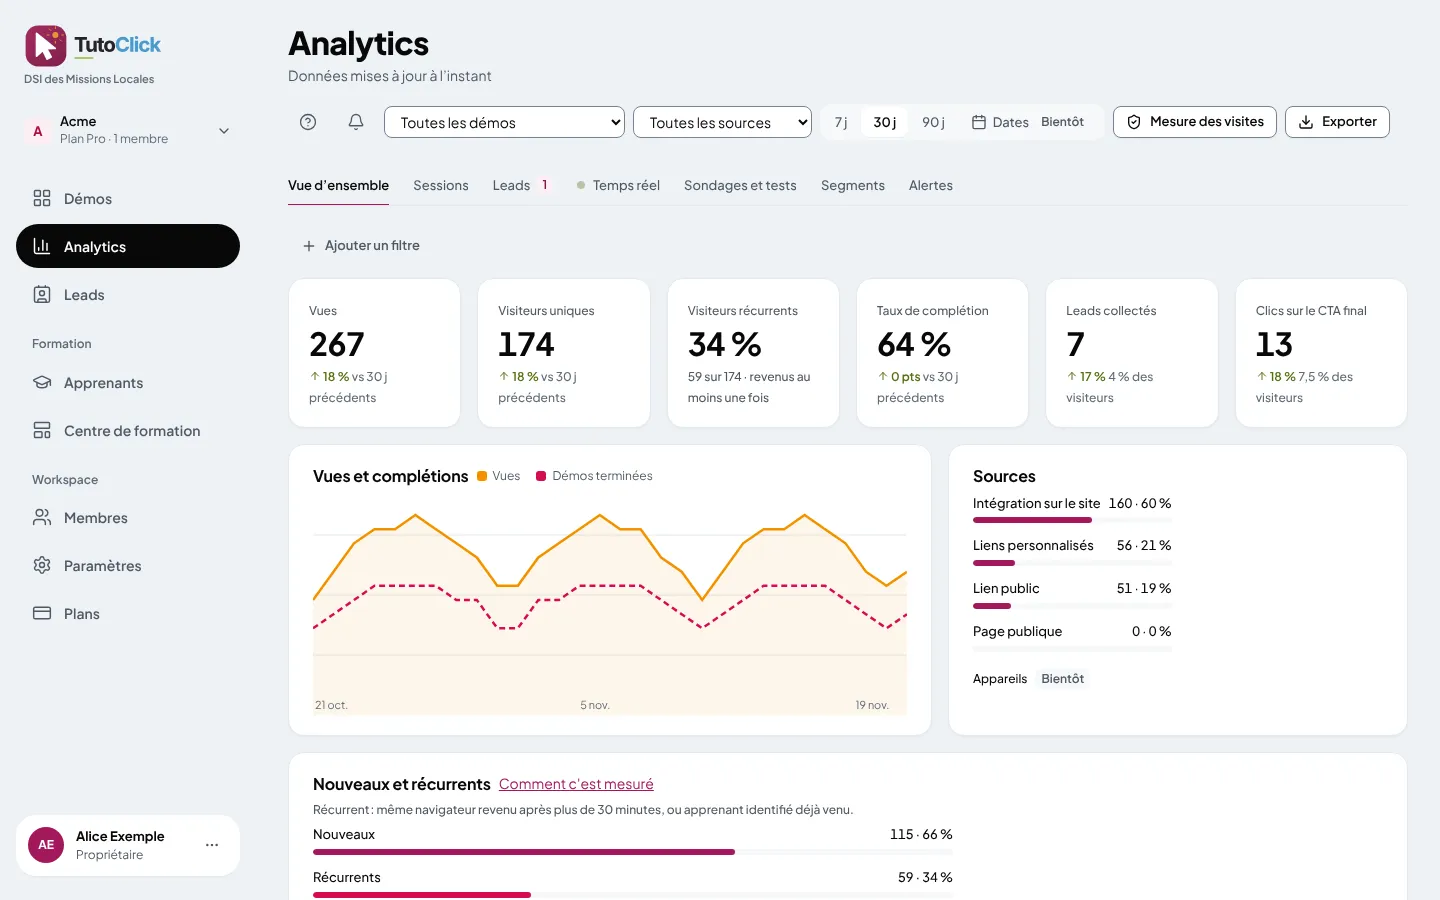 TutoClick
DSI des Missions Locales
A
Acme
Plan Pro · 1 membre
Démos
Analytics
Leads
Formation
Apprenants
Centre de formation
Workspace
Membres
Paramètres
Plans
AE
Alice Exemple
Propriétaire
Analytics
Données mises à jour à l’instant
Toutes les démos
Toutes les sources
7 j
30 j
90 j
Dates
Bientôt
Mesure des visites
Exporter
Vue d’ensemble
Sessions
Leads 1
Temps réel
Sondages et tests
Segments
Alertes
Ajouter un filtre
Vues
267
↑ 18 % vs 30 j
précédents
Visiteurs uniques
174
↑ 18 % vs 30 j
précédents
Visiteurs récurrents
34 %
59 sur 174 · revenus au
moins une fois
Taux de complétion
64 %
↑ 0 pts vs 30 j
précédents
Leads collectés
7
↑ 17 % 4 % des
visiteurs
Clics sur le CTA final
13
↑ 18 % 7,5 % des
visiteurs
Vues et complétions
Vues
Démos terminées
21 oct.
5 nov.
19 nov.
Sources
Intégration sur le site 160 · 60 %
Liens personnalisés 56 · 21 %
Lien public 51 · 19 %
Page publique 0 · 0 %
Appareils Bientôt
Nouveaux et récurrents Comment c'est mesuré
Récurrent : même navigateur revenu après plus de 30 minutes, ou apprenant identifié déjà venu.
Nouveaux 115 · 66 %
Récurrents 59 · 34 %